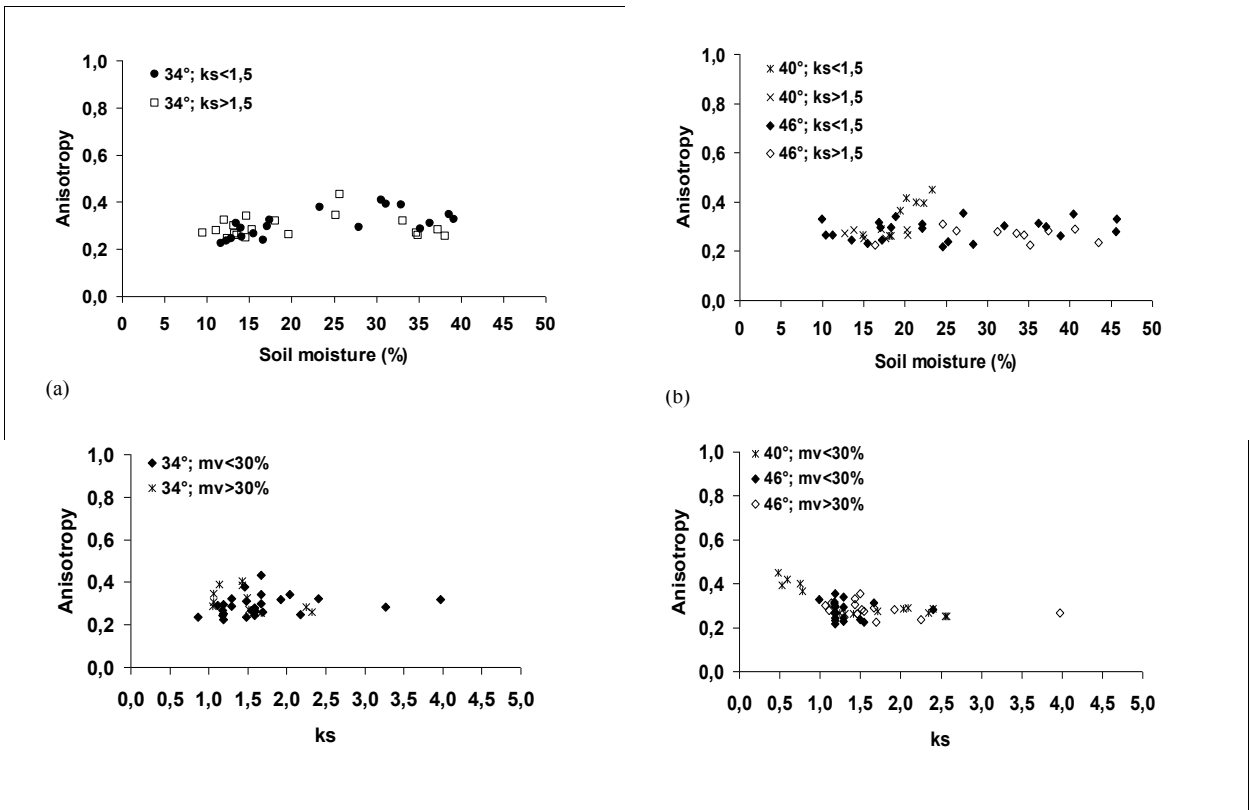 1,0
0,8
0,6
0,4
0,2
0,0
Anisotropy
34°; ks<1,5
34°; ks>1,5
0 5 10 15 20 25 30 35 40 45 50
Soil moisture (%)
(a)
1,0
0,8
0,6
0,4
0,2
0,0
Anisotropy
40°; ks<1,5
40°; ks>1,5
46°; ks<1,5
46°; ks>1,5
0 5 10 15 20 25 30 35 40 45 50
Soil moisture (%)
(b)
1,0
0,8
0,6
0,4
0,2
0,0
Anisotropy
34°; mv<30%
34°; mv>30%
0,0 0,5 1,0 1,5 2,0 2,5 3,0 3,5 4,0 4,5 5,0
ks
1,0
0,8
0,6
0,4
0,2
0,0
Anisotropy
40°; mv<30%
46°; mv<30%
46°; mv>30%
0,0 0,5 1,0 1,5 2,0 2,5 3,0 3,5 4,0 4,5 5,0
ks